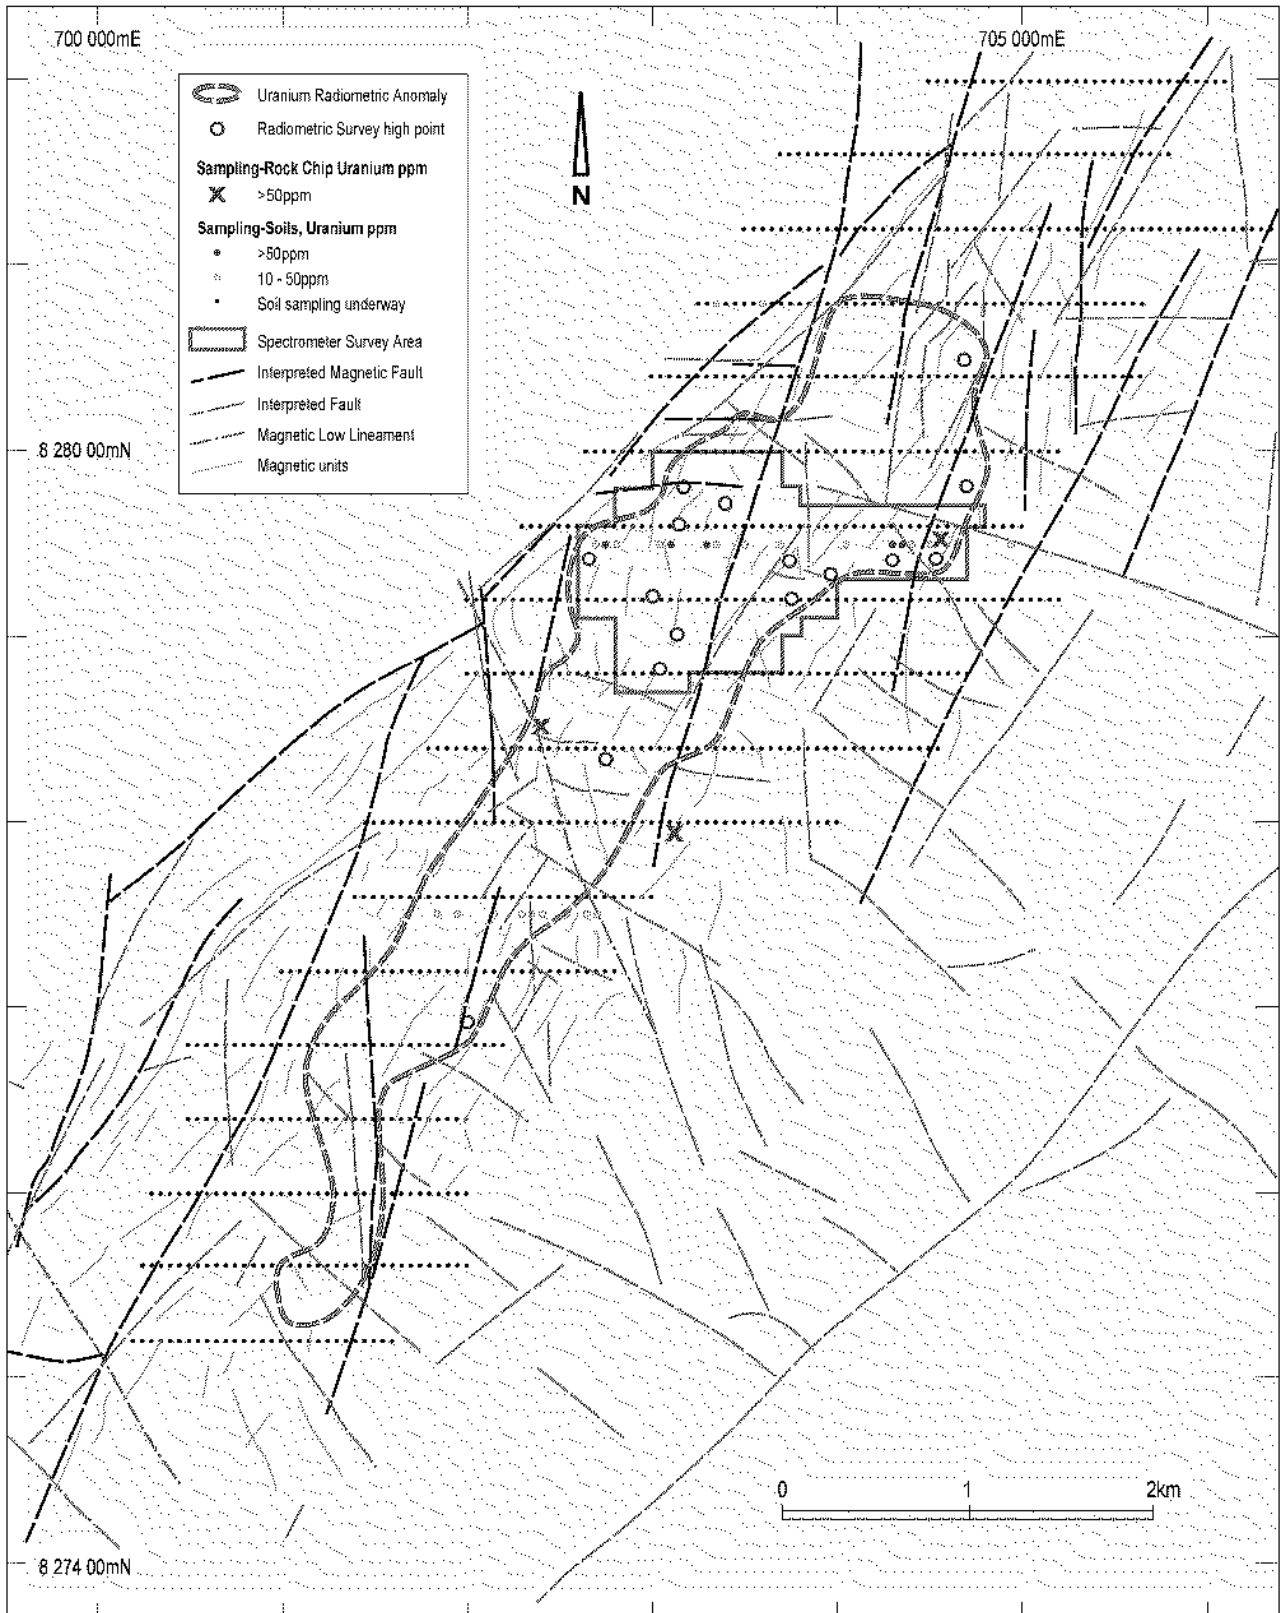 700 000mE
705 000mE
Uranium Radiometric Anomaly
Radiometric Survey high point
Sampling-Rock Chip Uranium ppm
>50ppm
Sampling-Soils, Uranium ppm
>50ppm
10 - 50ppm
Soil sampling underway
Spectrometer Survey Area
Interpreted Magnetic Fault
Interpreted Fault
Magnetic Low Lineament
Magnetic units
N
8 280 00mN
0 1 2km
8 274 00mN